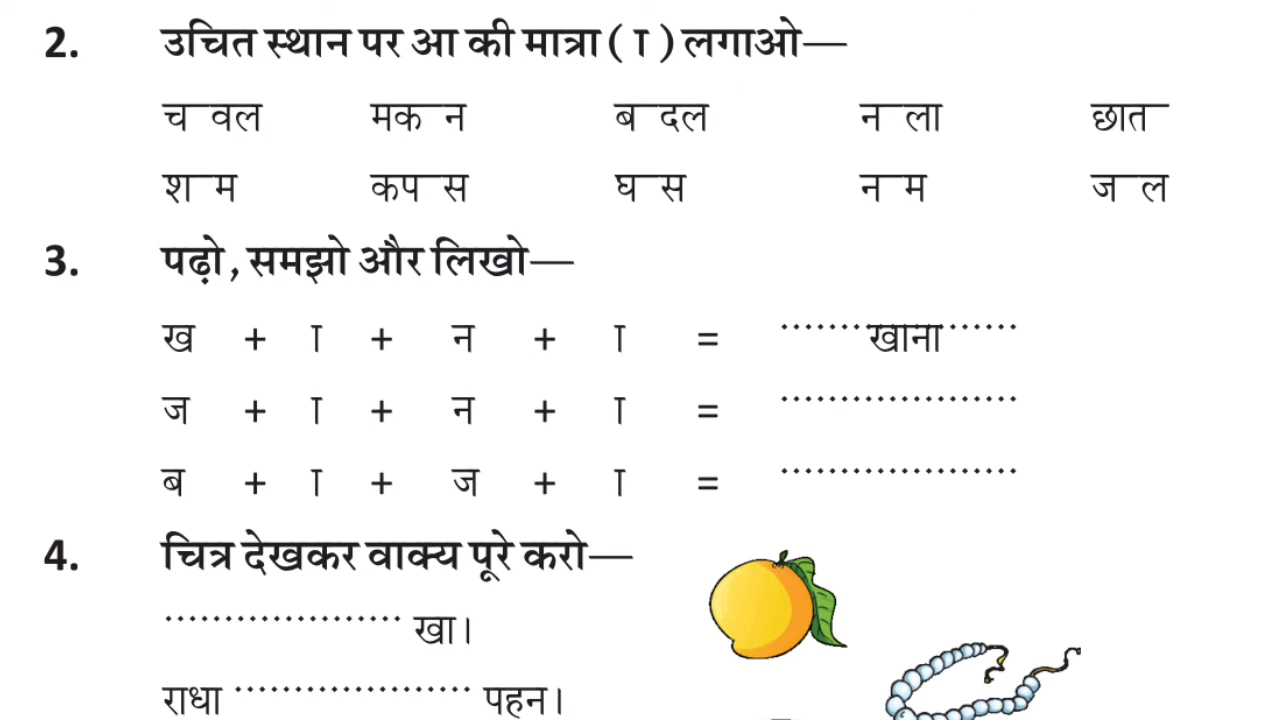 2. उचित स्थान पर आ की मात्रा ( ा ) लगाओ—
च वल मक न ब दल न ला छात
श म कप स घ स न म ज ल
3. पढ़ो, समझो और लिखो—
ख + ा + न + ा = खाना
ज + ा + न + ा = ....................
ब + ा + ज + ा = ....................
4. चित्र देखकर वाक्य पूरे करो—
.................... खा।
राधा .................... पहन।